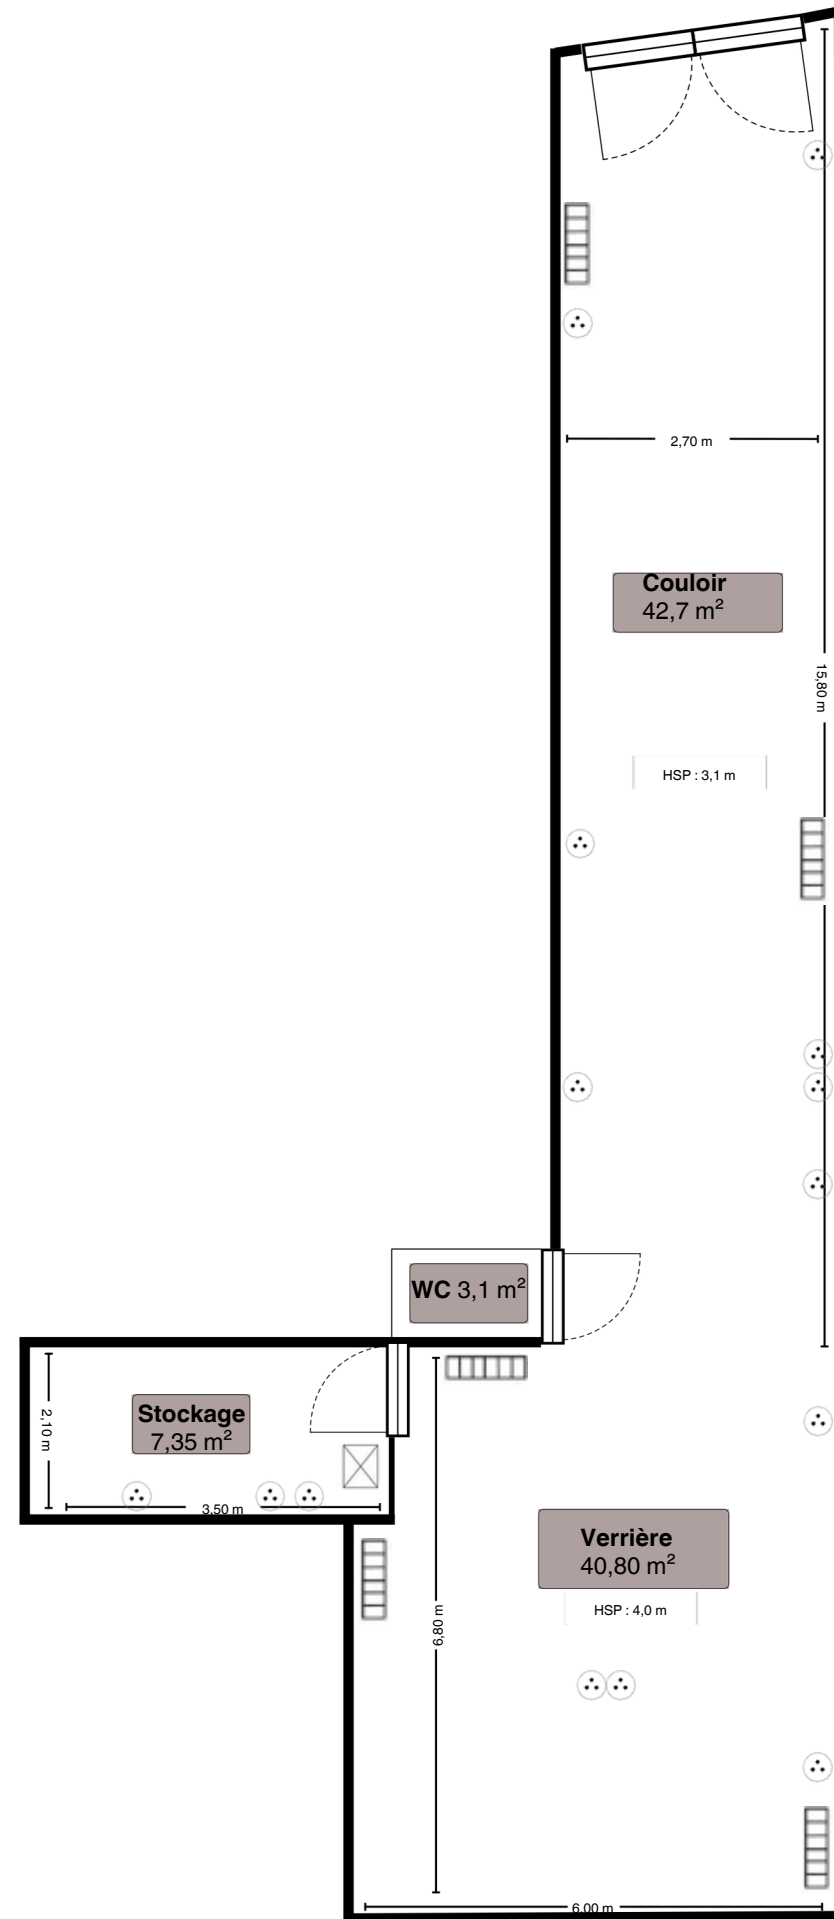 2,70 m
Couloir
42,7 m²
15,80 m
HSP : 3,1 m
WC 3,1 m²
2,10 m
Stockage
7,35 m²
3,50 m
Verrière
40,80 m²
HSP : 4,0 m
6,80 m
6,00 m